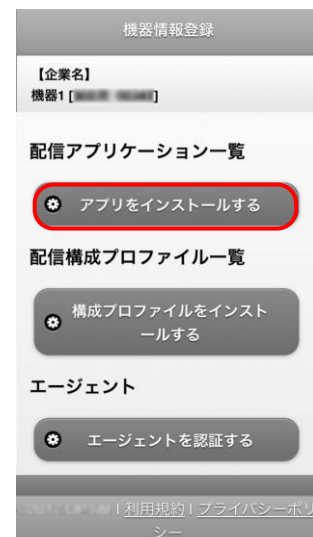 機器情報登録
【企業名】
機器1 [ ]
配信アプリケーション一覧
アプリをインストールする
配信構成プロファイル一覧
構成プロファイルをインスト
ールする
エージェント
エージェントを認証する
| 利用規約 | プライバシーポリ
シー